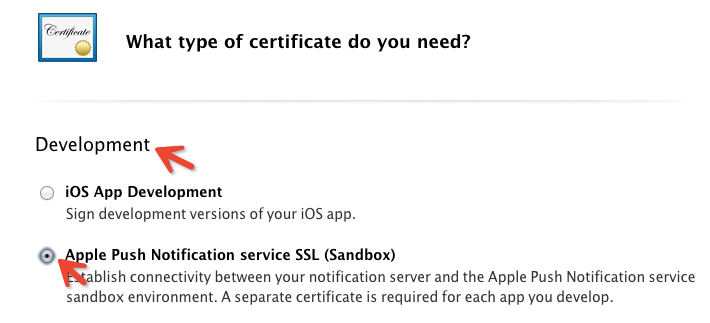 Certificate
What type of certificate do you need?
Development
iOS App Development
Sign development versions of your iOS app.
Apple Push Notification service SSL (Sandbox)
Establish connectivity between your notification server and the Apple Push Notification service
sandbox environment. A separate certificate is required for each app you develop.